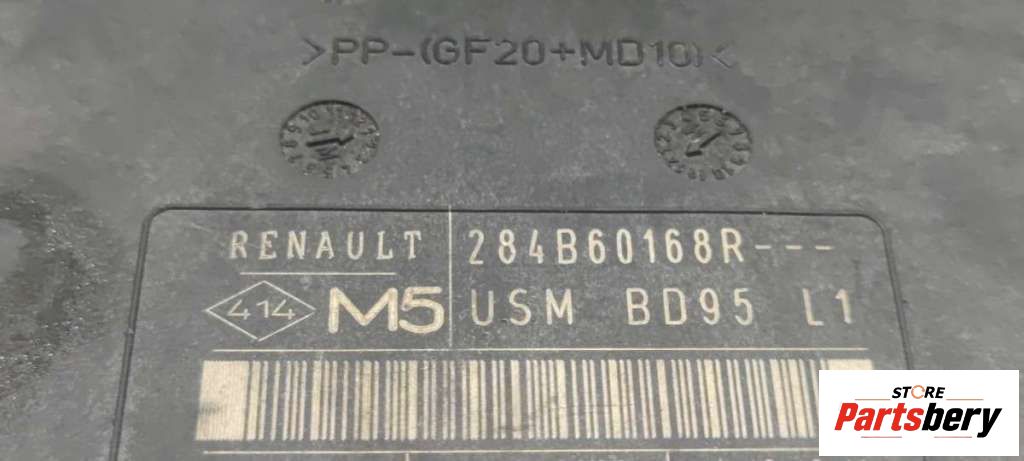 >PP-(GF20+MD10)<
RENAULT 284B60168R---
414 M5 USM BD95 L1
STORE
Partsbery